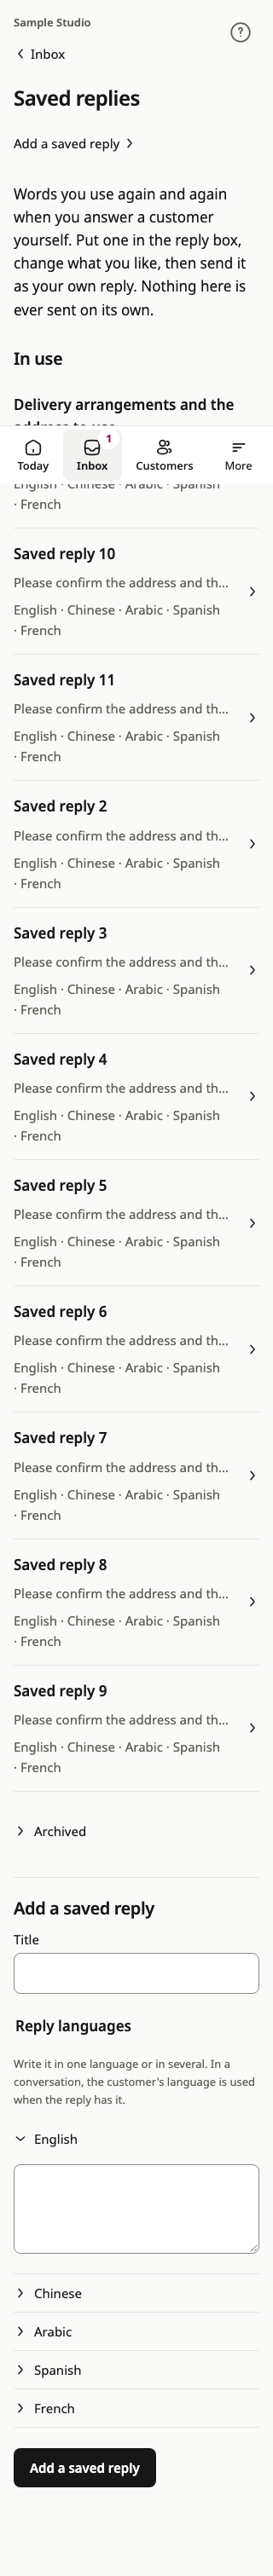 Sample Studio
Inbox
Saved replies
Add a saved reply
Words you use again and again
when you answer a customer
yourself. Put one in the reply box,
change what you like, then send it
as your own reply. Nothing here is
ever sent on its own.
In use
Delivery arrangements and the
1
Today
Inbox
Customers
More
English · Chinese · Arabic · Spanish
· French
Saved reply 10
Please confirm the address and th...
English · Chinese · Arabic · Spanish
· French
Saved reply 11
Please confirm the address and th...
English · Chinese · Arabic · Spanish
· French
Saved reply 2
Please confirm the address and th...
English · Chinese · Arabic · Spanish
· French
Saved reply 3
Please confirm the address and th...
English · Chinese · Arabic · Spanish
· French
Saved reply 4
Please confirm the address and th...
English · Chinese · Arabic · Spanish
· French
Saved reply 5
Please confirm the address and th...
English · Chinese · Arabic · Spanish
· French
Saved reply 6
Please confirm the address and th...
English · Chinese · Arabic · Spanish
· French
Saved reply 7
Please confirm the address and th...
English · Chinese · Arabic · Spanish
· French
Saved reply 8
Please confirm the address and th...
English · Chinese · Arabic · Spanish
· French
Saved reply 9
Please confirm the address and th...
English · Chinese · Arabic · Spanish
· French
Archived
Add a saved reply
Title
Reply languages
Write it in one language or in several. In a
conversation, the customer's language is used
when the reply has it.
English
Chinese
Arabic
Spanish
French
Add a saved reply